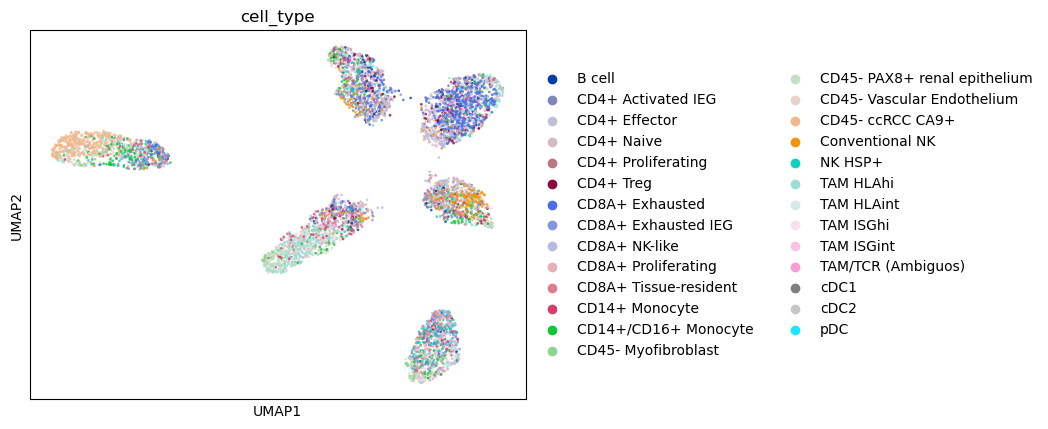 cell_type
UMAP2
UMAP1
B cell
CD4+ Activated IEG
CD4+ Effector
CD4+ Naive
CD4+ Proliferating
CD4+ Treg
CD8A+ Exhausted
CD8A+ Exhausted IEG
CD8A+ NK-like
CD8A+ Proliferating
CD8A+ Tissue-resident
CD14+ Monocyte
CD14+/CD16+ Monocyte
CD45- Myofibroblast
CD45- PAX8+ renal epithelium
CD45- Vascular Endothelium
CD45- ccRCC CA9+
Conventional NK
NK HSP+
TAM HLAhi
TAM HLAint
TAM ISGhi
TAM ISGint
TAM/TCR (Ambiguos)
cDC1
cDC2
pDC